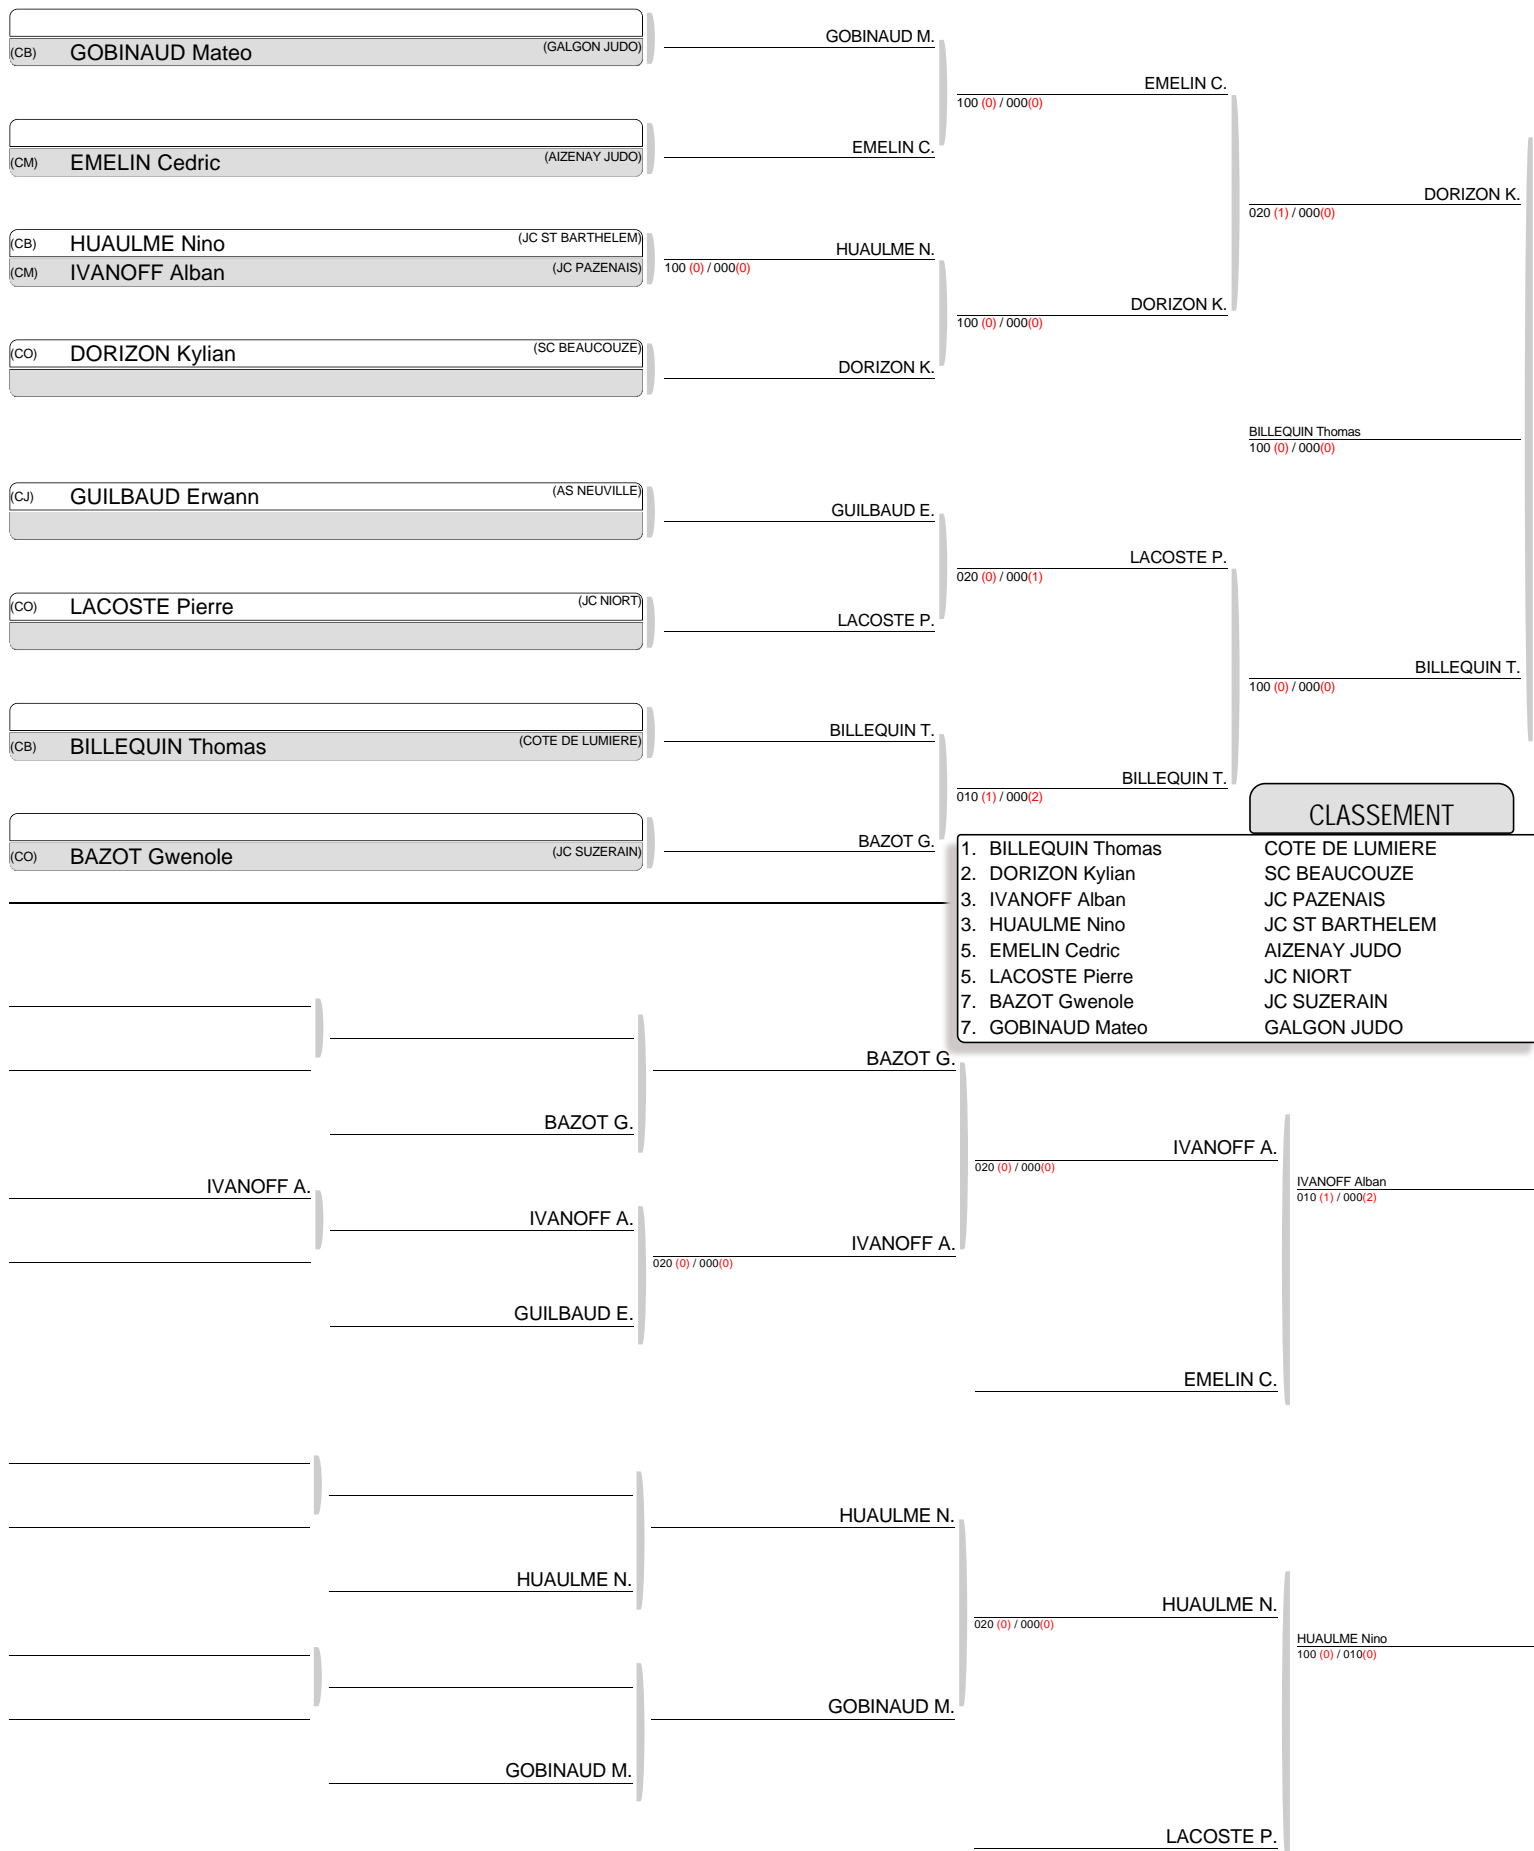 (CB) GOBINAUD Mateo (GALGON JUDO)
GOBINAUD M.
EMELIN C.
100 (0) / 000(0)
(CM) EMELIN Cedric (AIZENAY JUDO)
EMELIN C.
DORIZON K.
020 (1) / 000(0)
(CB) HUAULME Nino (JC ST BARTHELEM)
(CM) IVANOFF Alban (JC PAZENAIS)
HUAULME N.
100 (0) / 000(0)
DORIZON K.
100 (0) / 000(0)
(CO) DORIZON Kylian (SC BEAUCOUZE)
DORIZON K.
BILLEQUIN Thomas
100 (0) / 000(0)
(CJ) GUILBAUD Erwann (AS NEUVILLE)
GUILBAUD E.
LACOSTE P.
020 (0) / 000(1)
(CO) LACOSTE Pierre (JC NIORT)
LACOSTE P.
BILLEQUIN T.
100 (0) / 000(0)
(CB) BILLEQUIN Thomas (COTE DE LUMIERE)
BILLEQUIN T.
BILLEQUIN T.
010 (1) / 000(2)
(CO) BAZOT Gwenole (JC SUZERAIN)
BAZOT G.
CLASSEMENT
1. BILLEQUIN Thomas COTE DE LUMIERE
2. DORIZON Kylian SC BEAUCOUZE
3. IVANOFF Alban JC PAZENAIS
3. HUAULME Nino JC ST BARTHELEM
5. EMELIN Cedric AIZENAY JUDO
5. LACOSTE Pierre JC NIORT
7. BAZOT Gwenole JC SUZERAIN
7. GOBINAUD Mateo GALGON JUDO
BAZOT G.
BAZOT G.
IVANOFF A.
020 (0) / 000(0)
IVANOFF A.
IVANOFF Alban
010 (1) / 000(2)
IVANOFF A.
IVANOFF A.
020 (0) / 000(0)
GUILBAUD E.
EMELIN C.
HUAULME N.
HUAULME N.
HUAULME N.
020 (0) / 000(0)
HUAULME Nino
100 (0) / 010(0)
GOBINAUD M.
GOBINAUD M.
LACOSTE P.